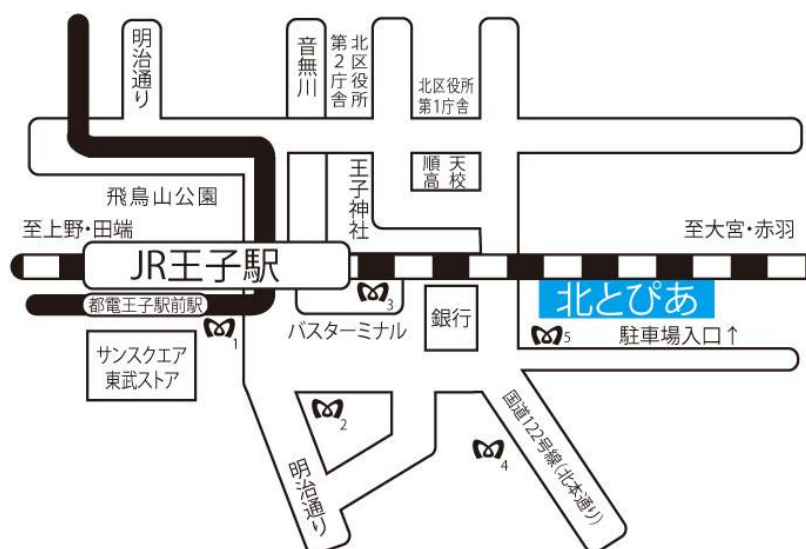 明治通り
音無川
北区役所
第2庁舎
北区役所
第1庁舎
順天
高校
王子神社
飛鳥山公園
至上野・田端
至大宮・赤羽
JR王子駅
北とぴあ
都電王子駅前駅
1
3
バスターミナル
銀行
5
駐車場入口↑
サンスクエア
東武ストア
2
4
明治通り
国道122号線(北本通り)